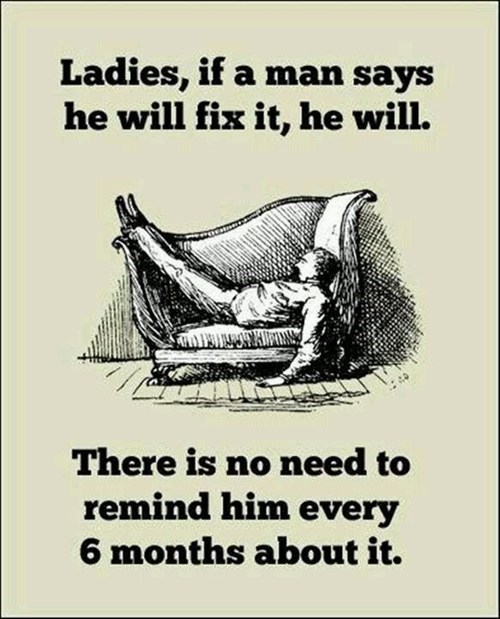 Ladies, if a man says
he will fix it, he will.
There is no need to
remind him every
6 months about it.